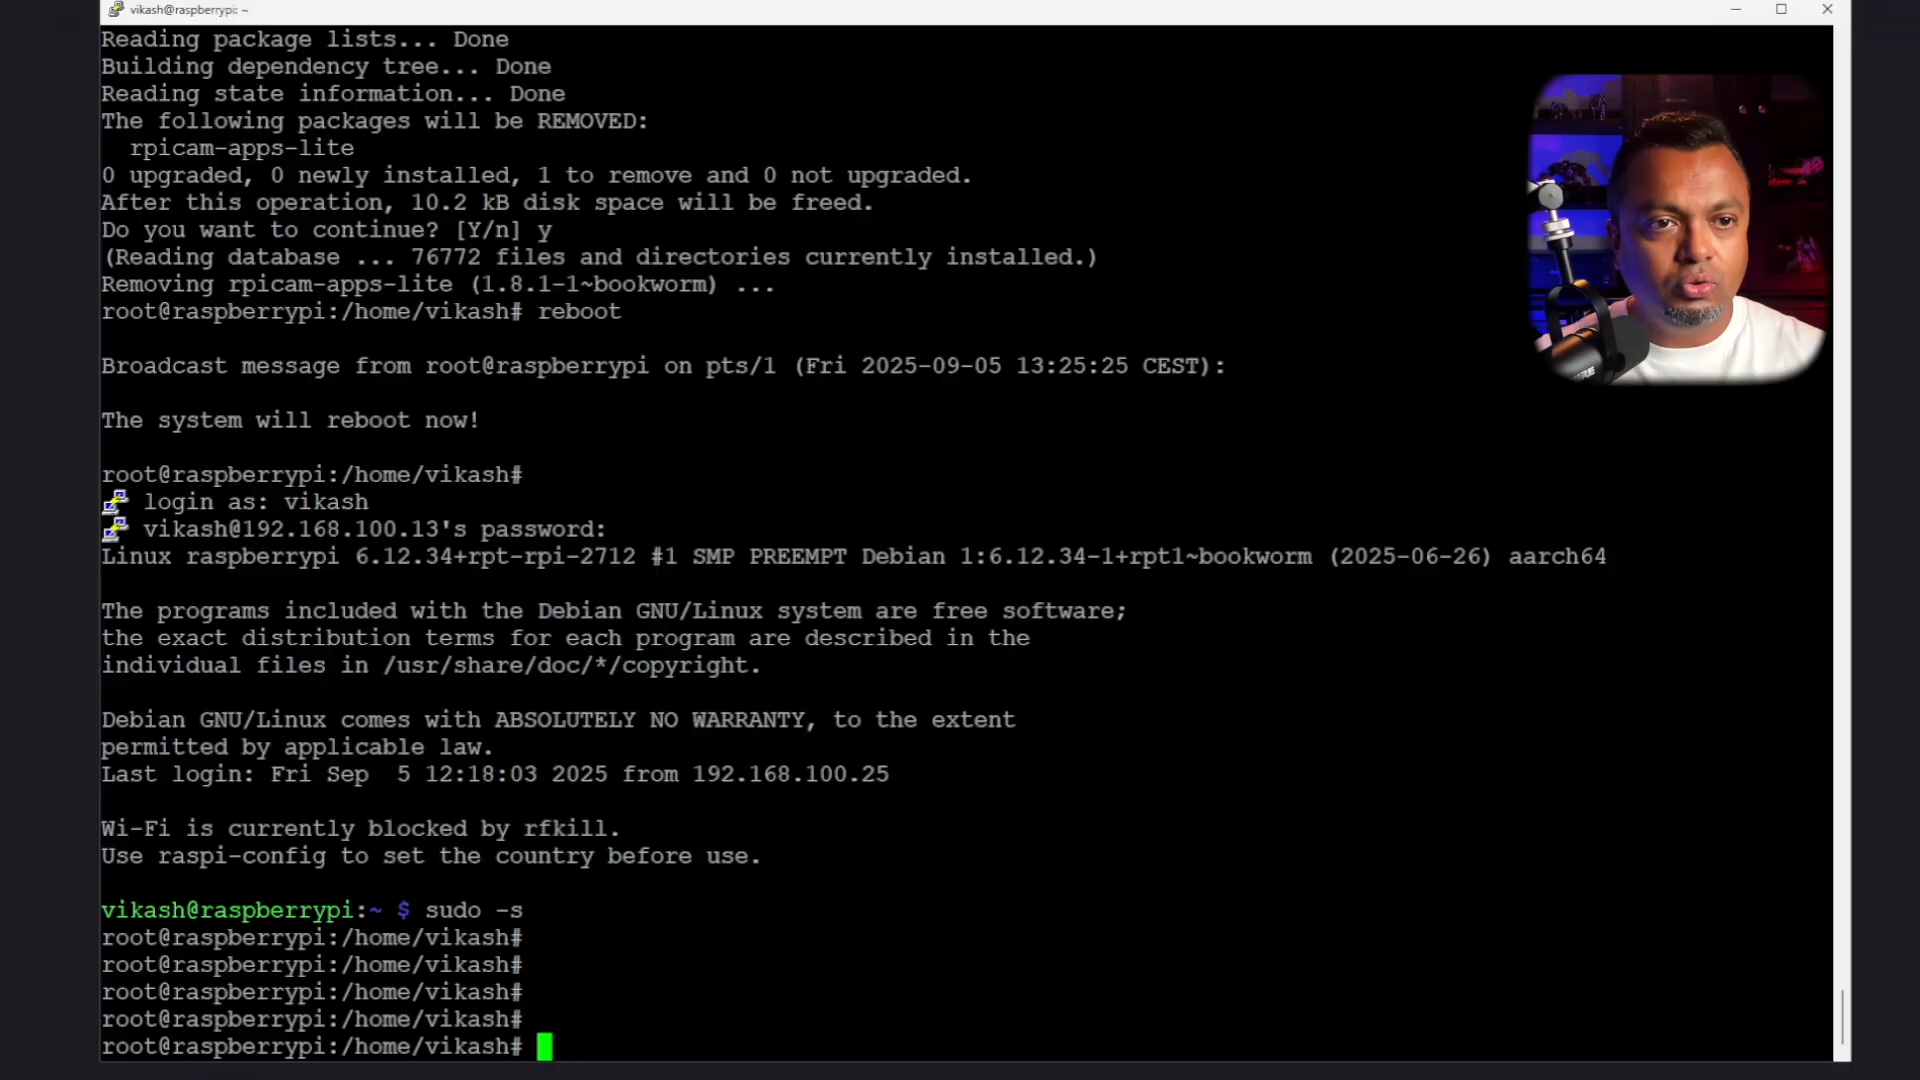 vikash@raspberrypi: ~
Reading package lists... Done
Building dependency tree... Done
Reading state information... Done
The following packages will be REMOVED:
  rpicam-apps-lite
0 upgraded, 0 newly installed, 1 to remove and 0 not upgraded.
After this operation, 10.2 kB disk space will be freed.
Do you want to continue? [Y/n] y
(Reading database ... 76772 files and directories currently installed.)
Removing rpicam-apps-lite (1.8.1-1~bookworm) ...
root@raspberrypi:/home/vikash# reboot
Broadcast message from root@raspberrypi on pts/1 (Fri 2025-09-05 13:25:25 CEST):
The system will reboot now!
root@raspberrypi:/home/vikash#
login as: vikash
vikash@192.168.100.13's password:
Linux raspberrypi 6.12.34+rpt-rpi-2712 #1 SMP PREEMPT Debian 1:6.12.34-1+rpt1~bookworm (2025-06-26) aarch64
The programs included with the Debian GNU/Linux system are free software;
the exact distribution terms for each program are described in the
individual files in /usr/share/doc/*/copyright.
Debian GNU/Linux comes with ABSOLUTELY NO WARRANTY, to the extent
permitted by applicable law.
Last login: Fri Sep  5 12:18:03 2025 from 192.168.100.25
Wi-Fi is currently blocked by rfkill.
Use raspi-config to set the country before use.
vikash@raspberrypi:~ $ sudo -s
root@raspberrypi:/home/vikash#
root@raspberrypi:/home/vikash#
root@raspberrypi:/home/vikash#
root@raspberrypi:/home/vikash#
root@raspberrypi:/home/vikash#